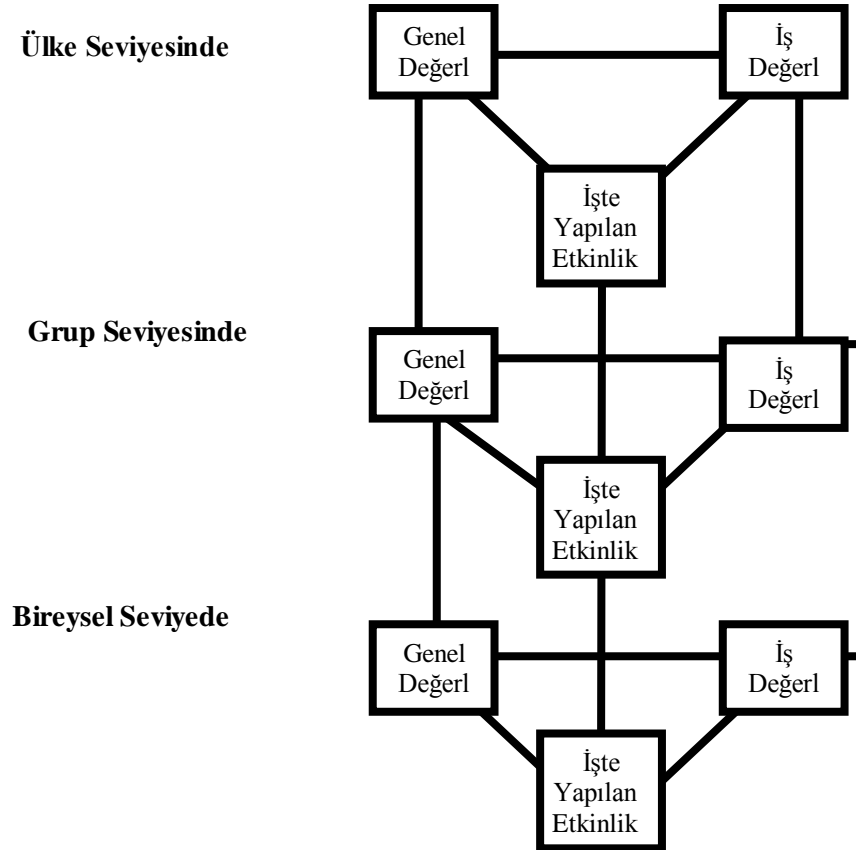 Ülke Seviyesinde
Genel
Değerl
İş
Değerl
İşte
Yapılan
Etkinlik
Grup Seviyesinde
Genel
Değerl
İş
Değerl
İşte
Yapılan
Etkinlik
Bireysel Seviyede
Genel
Değerl
İş
Değerl
İşte
Yapılan
Etkinlik